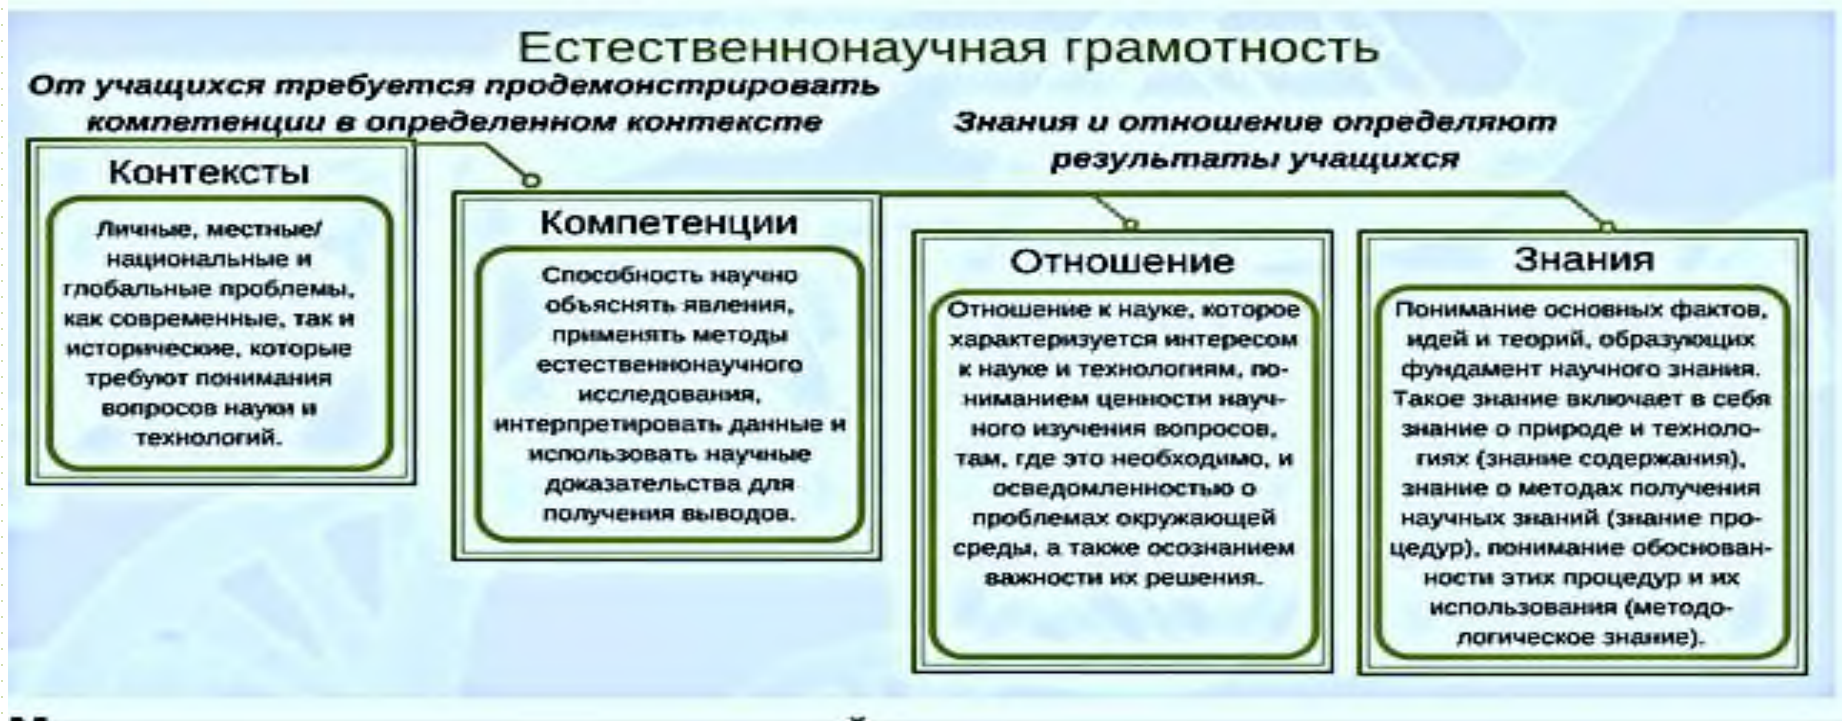 Естественнонаучная грамотность
От учащихся требуется продемонстрировать
компетенции в определенном контексте
Знания и отношение определяют
результаты учащихся
Контексты
Личные, местные/
национальные и
глобальные проблемы,
как современные, так и
исторические, которые
требуют понимания
вопросов науки и
технологий.
Компетенции
Способность научно
объяснять явления,
применять методы
естественнонаучного
исследования,
интерпретировать данные и
использовать научные
доказательства для
получения выводов.
Отношение
Отношение к науке, которое
характеризуется интересом
к науке и технологиям, по-
ниманием ценности науч-
ного изучения вопросов,
там, где это необходимо, и
осведомленностью о
проблемах окружающей
среды, а также осознанием
важности их решения.
Знания
Понимание основных фактов,
идей и теорий, образующих
фундамент научного знания.
Такое знание включает в себя
знание о природе и техноло-
гиях (знание содержания),
знание о методах получения
научных знаний (знание про-
цедур), понимание обоснован-
ности этих процедур и их
использования (методо-
логическое знание).